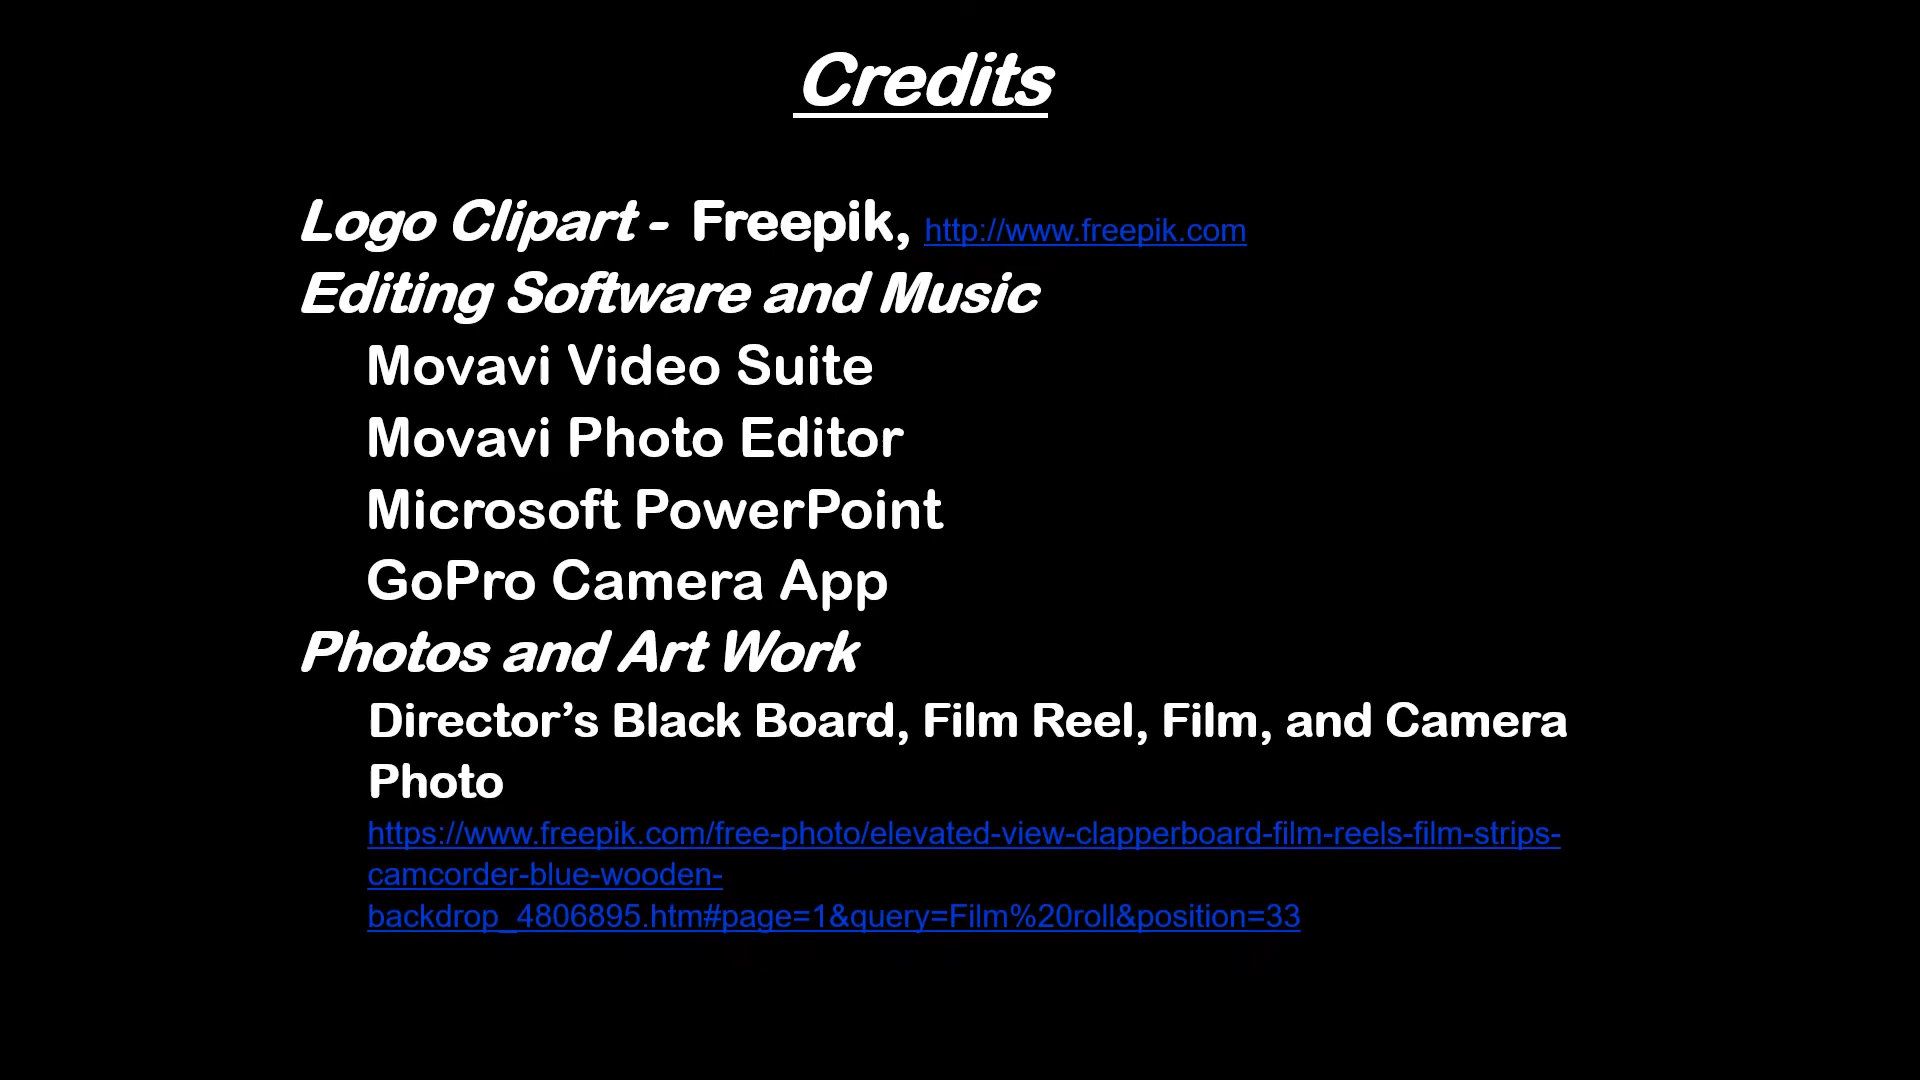 Credits
Logo Clipart - Freepik, http://www.freepik.com
Editing Software and Music
Movavi Video Suite
Movavi Photo Editor
Microsoft PowerPoint
GoPro Camera App
Photos and Art Work
Director’s Black Board, Film Reel, Film, and Camera
Photo
https://www.freepik.com/free-photo/elevated-view-clapperboard-film-reels-film-strips-
camcorder-blue-wooden-
backdrop_4806895.htm#page=1&query=Film%20roll&position=33